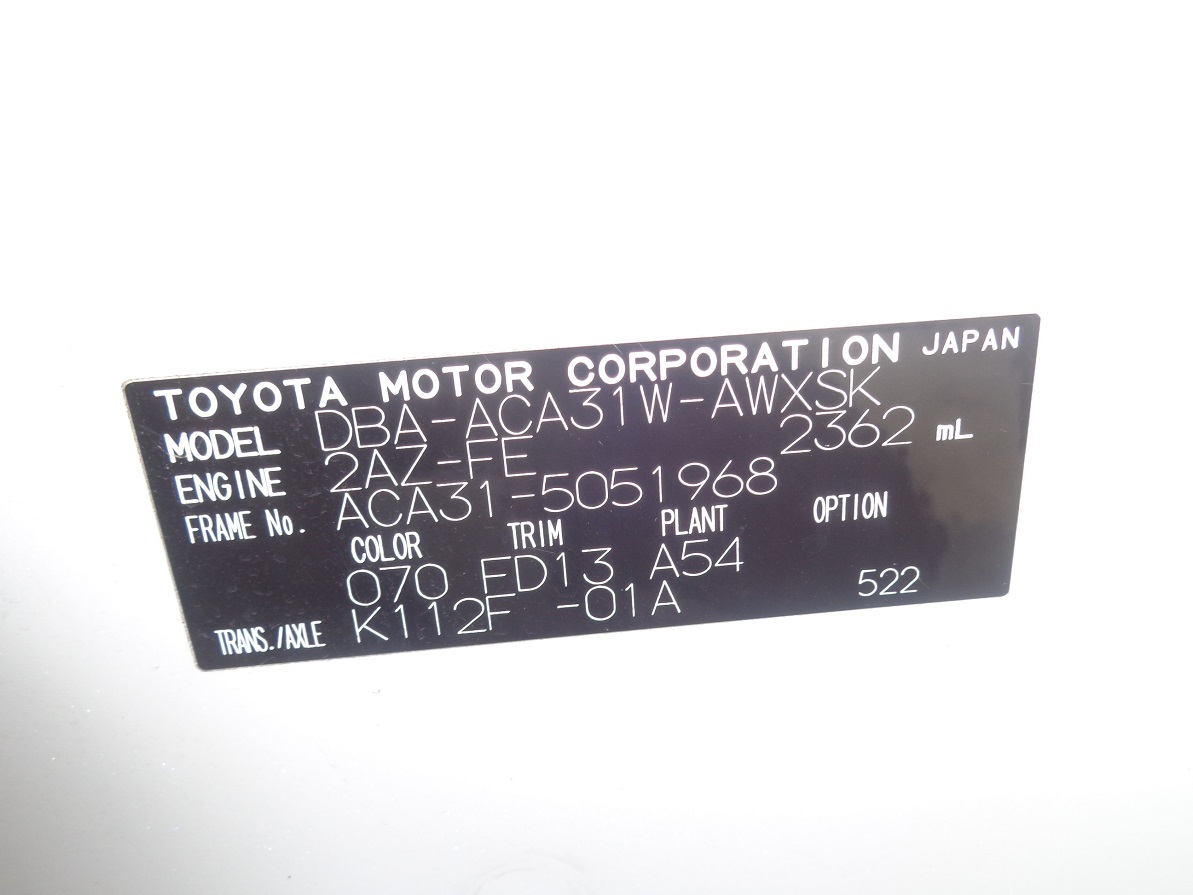 TOYOTA MOTOR CORPORATION JAPAN
MODEL DBA-ACA31W-AWXSK
ENGINE 2AZ-FE 2362 mL
FRAME No. ACA31-5051968
COLOR TRIM PLANT OPTION
070 FD13 A54
TRANS./AXLE K112F -01A 522